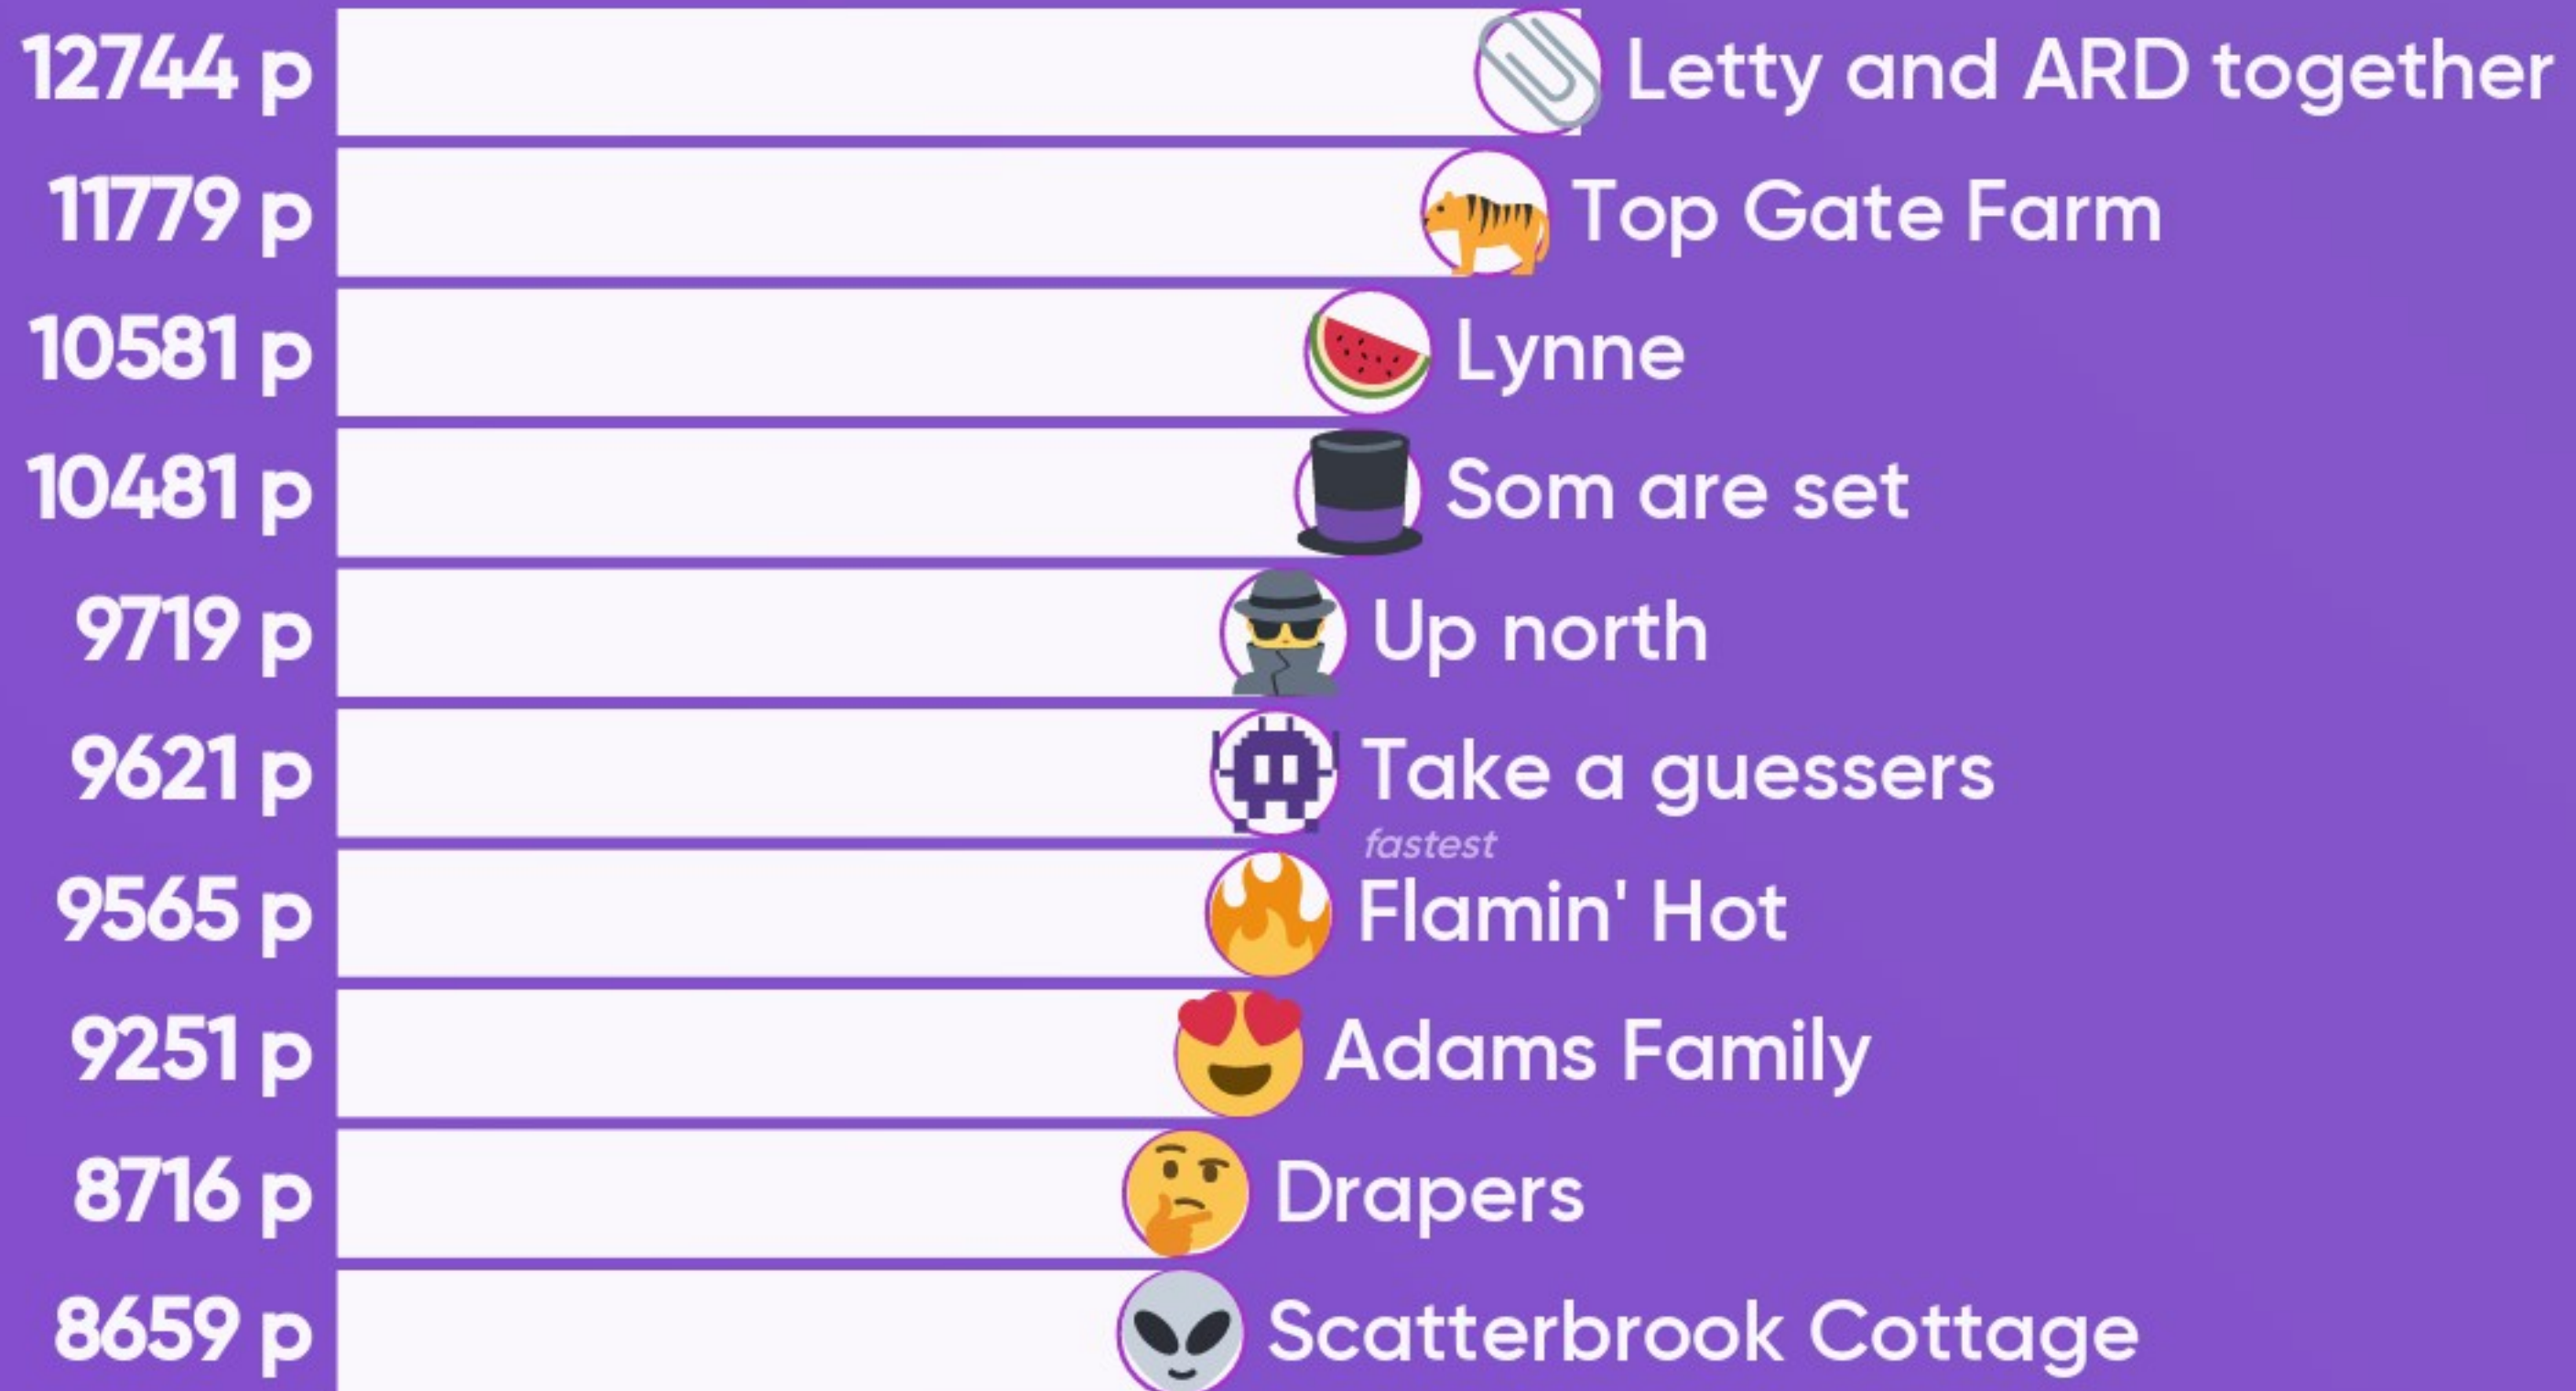 12744 p Letty and ARD together
11779 p Top Gate Farm
10581 p Lynne
10481 p Som are set
9719 p Up north
9621 p Take a guessers
fastest
9565 p Flamin' Hot
9251 p Adams Family
8716 p Drapers
8659 p Scatterbrook Cottage